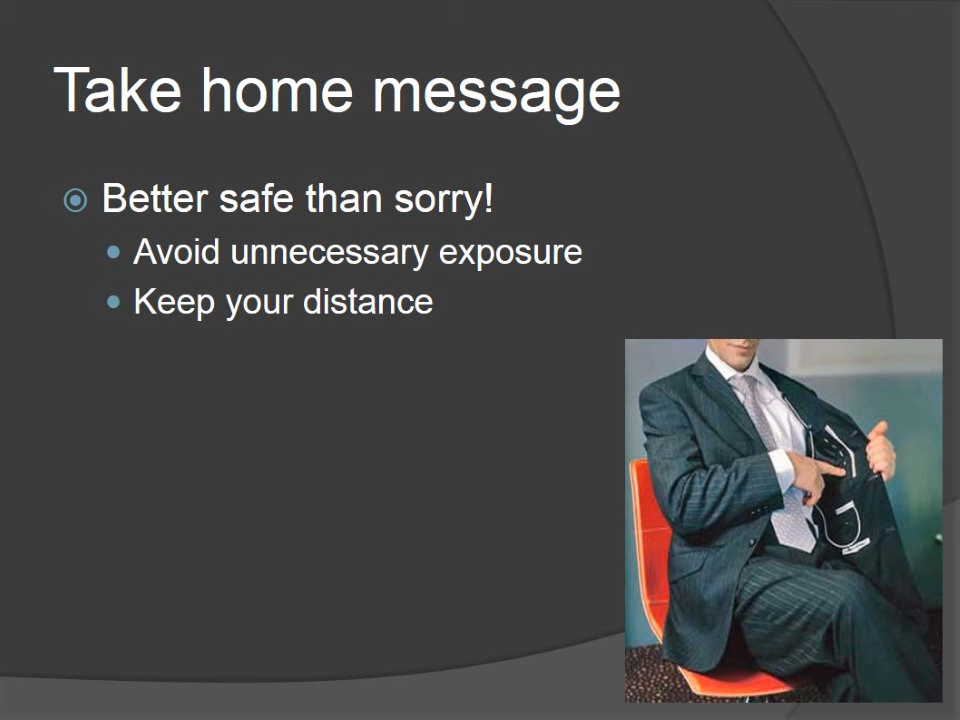 Take home message
Better safe than sorry!
Avoid unnecessary exposure
Keep your distance